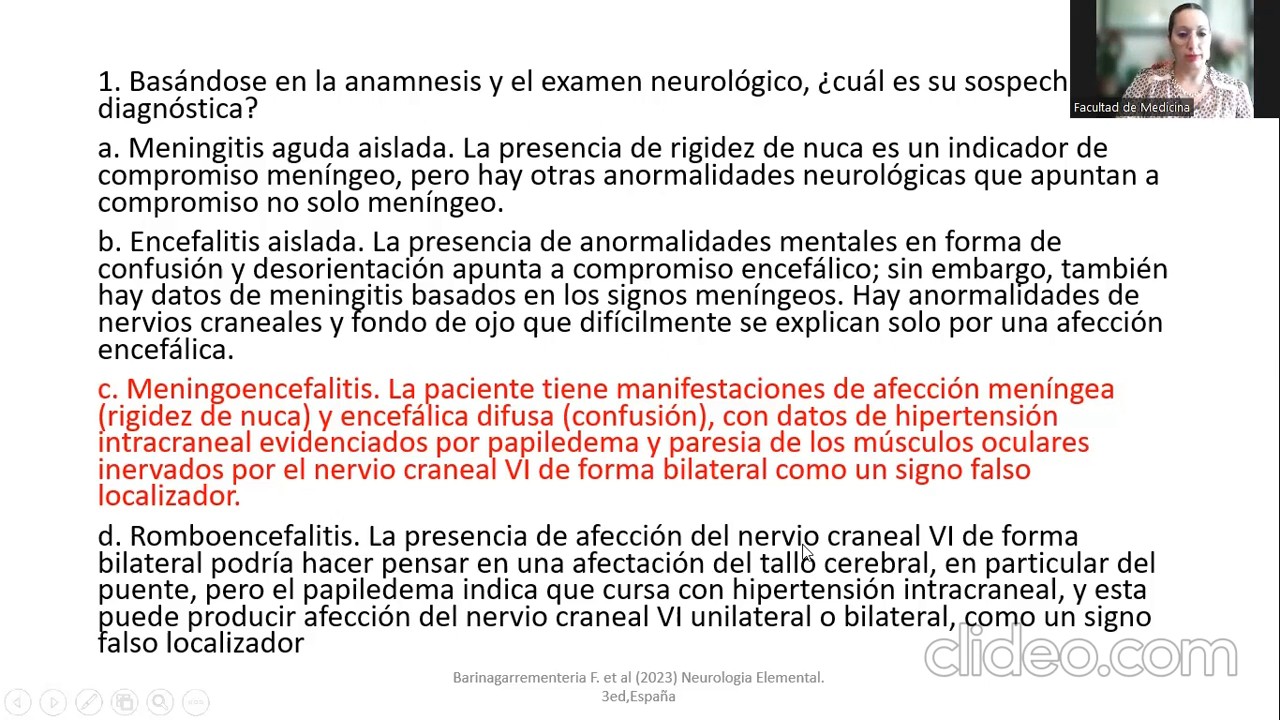 1. Basándose en la anamnesis y el examen neurológico, ¿cuál es su sospech
diagnóstica?
a. Meningitis aguda aislada. La presencia de rigidez de nuca es un indicador de
compromiso meníngeo, pero hay otras anormalidades neurológicas que apuntan a
compromiso no solo meníngeo.
b. Encefalitis aislada. La presencia de anormalidades mentales en forma de
confusión y desorientación apunta a compromiso encefálico; sin embargo, también
hay datos de meningitis basados en los signos meníngeos. Hay anormalidades de
nervios craneales y fondo de ojo que difícilmente se explican solo por una afección
encefálica.
c. Meningoencefalitis. La paciente tiene manifestaciones de afección meníngea
(rigidez de nuca) y encefálica difusa (confusión), con datos de hipertensión
intracraneal evidenciados por papiledema y paresia de los músculos oculares
inervados por el nervio craneal VI de forma bilateral como un signo falso
localizador.
d. Romboencefalitis. La presencia de afección del nervio craneal VI de forma
bilateral podría hacer pensar en una afectación del tallo cerebral, en particular del
puente, pero el papiledema indica que cursa con hipertensión intracraneal, y esta
puede producir afección del nervio craneal VI unilateral o bilateral, como un signo
falso localizador
Barinagarrementeria F. et al (2023) Neurologia Elemental.
3ed,España
Facultad de Medicina
clideo.com